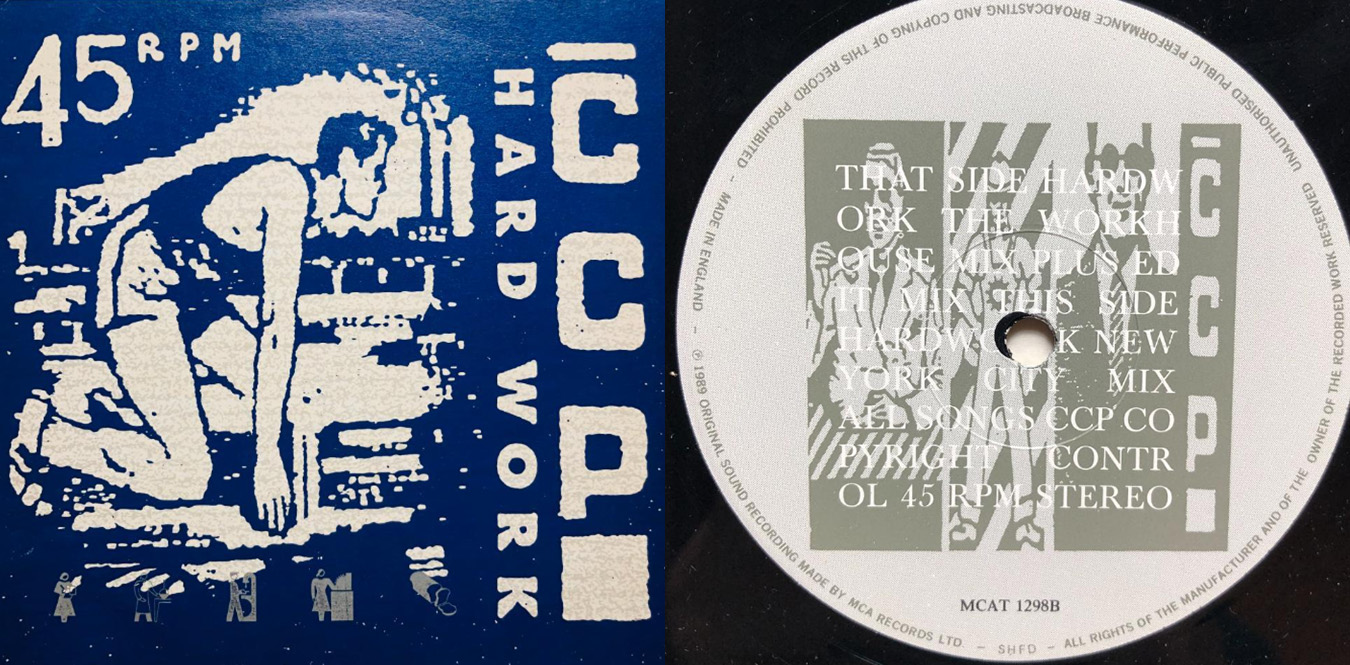 45 RPM
HARD WORK
CCP
THAT SIDE HARDW
ORK THE WORKH
OUSE MIX PLUS ED
IT MIX THIS SIDE
HARDWORK NEW
YORK CITY MIX
ALL SONGS CCP CO
PYRIGHT CONTR
OL 45 RPM STEREO
CCP
MCAT 1298B
MADE IN ENGLAND – ℗ 1989 ORIGINAL SOUND RECORDING MADE BY MCA RECORDS LTD. – SHFD – ALL RIGHTS OF THE MANUFACTURER AND OF THE OWNER OF THE RECORDED WORK RESERVED UNAUTHORISED PUBLIC PERFORMANCE BROADCASTING AND COPYING OF THIS RECORD PROHIBITED –